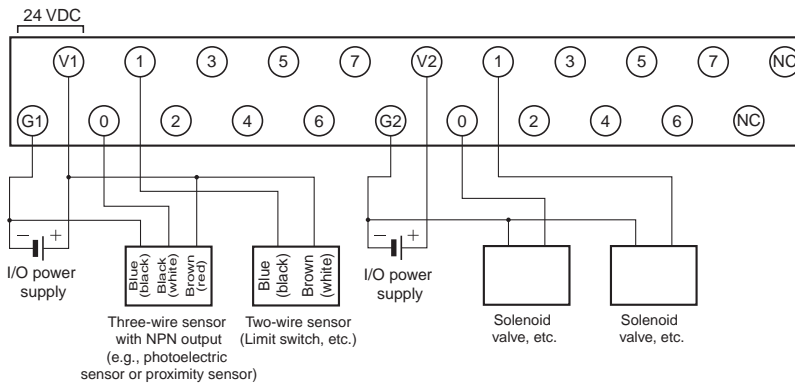 24 VDC
V1 1 3 5 7 V2 1 3 5 7 NC
G1 0 2 4 6 G2 0 2 4 6 NC
− +
− +
I/O power
supply
Blue
(black)
Black
(white)
Brown
(red)
Blue
(black)
Brown
(white)
I/O power
supply
Three-wire sensor
with NPN output
(e.g., photoelectric
sensor or proximity sensor)
Two-wire sensor
(Limit switch, etc.)
Solenoid
valve, etc.
Solenoid
valve, etc.